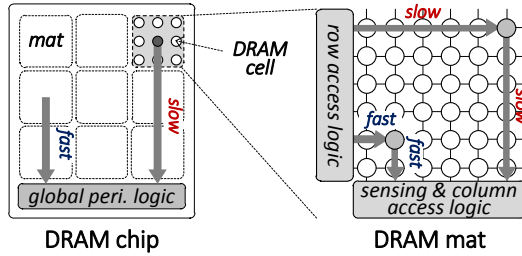 mat
DRAM
cell
slow
fast
global peri. logic
DRAM chip
row access
logic
slow
slow
fast
fast
sensing & column
access logic
DRAM mat